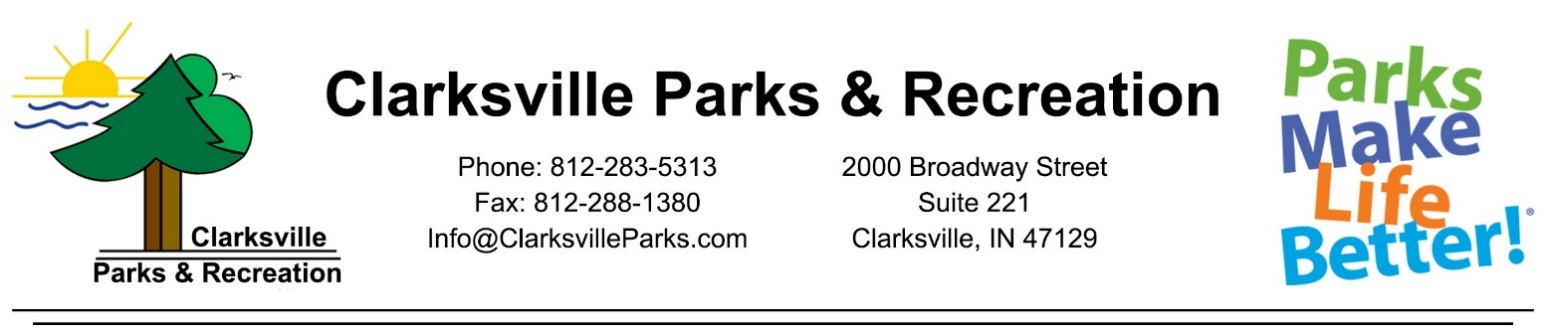 Clarksville
Parks & Recreation
Clarksville Parks & Recreation
Phone: 812-283-5313
Fax: 812-288-1380
Info@ClarksvilleParks.com
2000 Broadway Street
Suite 221
Clarksville, IN 47129
Parks
Make
Life
Better!®